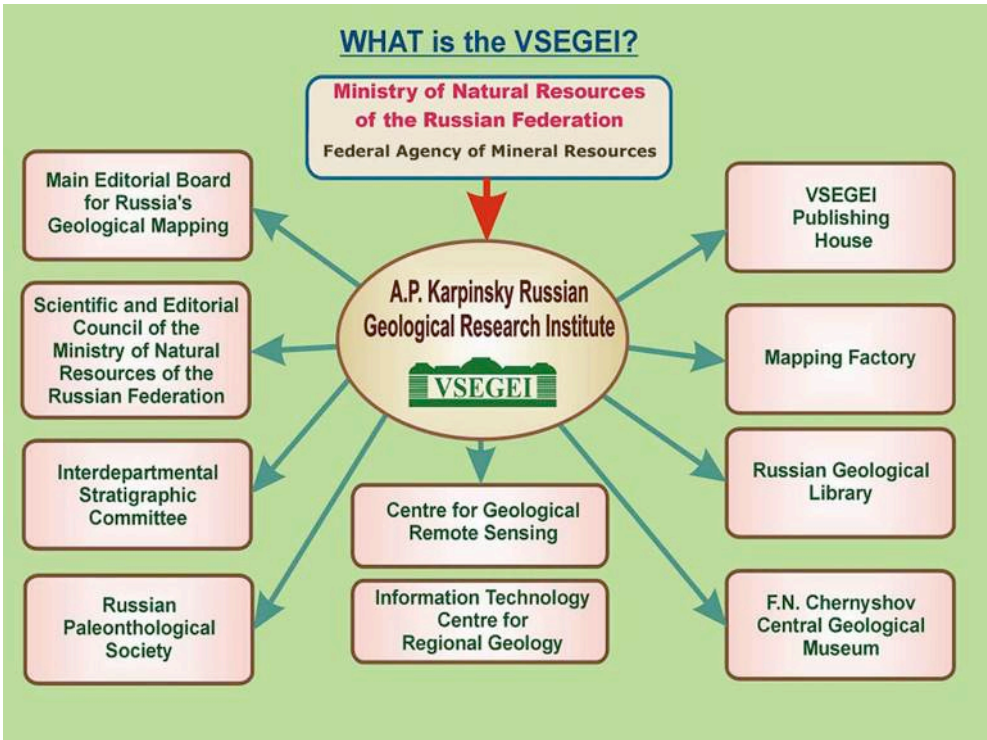 WHAT is the VSEGEI?
Ministry of Natural Resources
of the Russian Federation
Federal Agency of Mineral Resources
Main Editorial Board
for Russia's
Geological Mapping
Scientific and Editorial
Council of the
Ministry of Natural
Resources of the
Russian Federation
Interdepartmental
Stratigraphic
Committee
Russian
Paleonthological
Society
A.P. Karpinsky Russian
Geological Research Institute
VSEGEI
Centre for Geological
Remote Sensing
Information Technology
Centre for
Regional Geology
VSEGEI
Publishing
House
Mapping Factory
Russian Geological
Library
F.N. Chernyshov
Central Geological
Museum